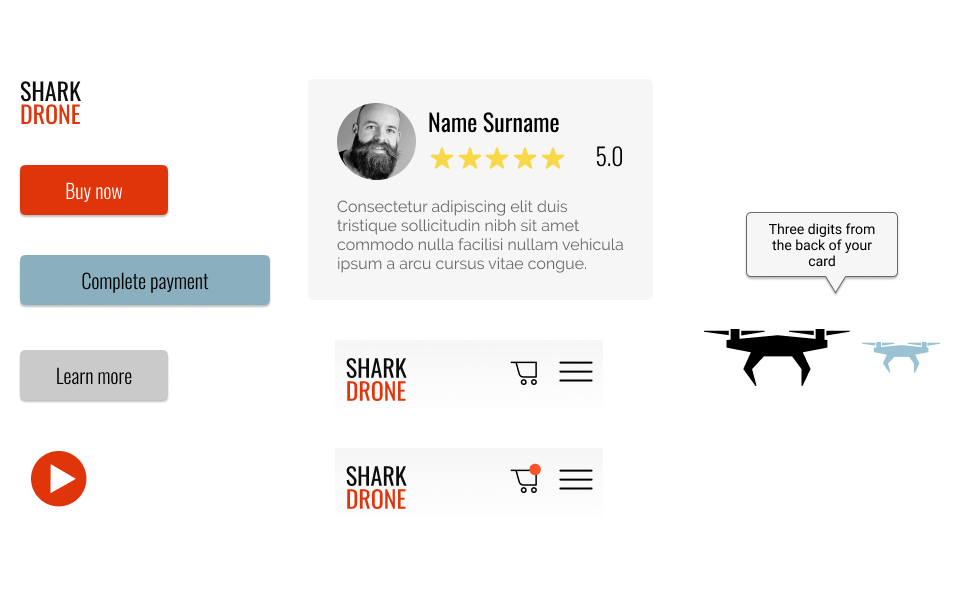 SHARK
DRONE
Buy now
Complete payment
Learn more
Name Surname
5.0
Consectetur adipiscing elit duis
tristique sollicitudin nibh sit amet
commodo nulla facilisi nullam vehicula
ipsum a arcu cursus vitae congue.
SHARK
DRONE
SHARK
DRONE
Three digits from
the back of your
card